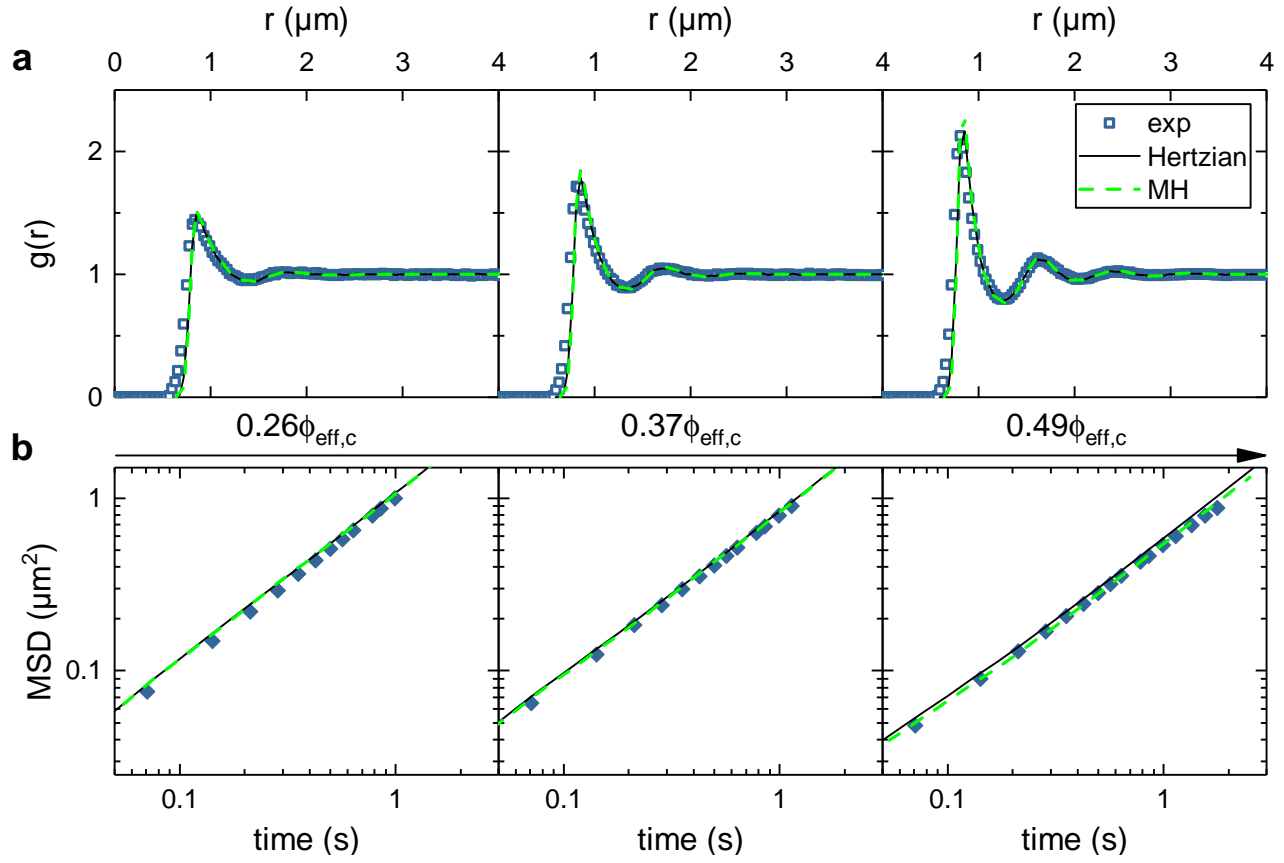 r (µm) r (µm) r (µm)
a
0 1 2 3 4 1 2 3 4 1 2 3 4
g(r)
2
1
0
exp
Hertzian
MH
0.26ϕeff,c 0.37ϕeff,c 0.49ϕeff,c
b
MSD (µm²)
1
0.1
0.1 1 0.1 1 0.1 1
time (s) time (s) time (s)